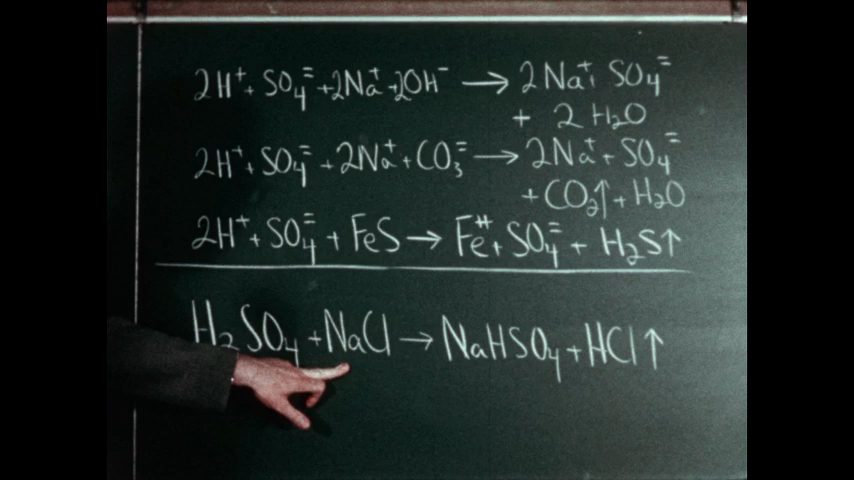 2H⁺ + SO₄⁼ + 2Na⁺ + 2OH⁻ → 2Na⁺ + SO₄⁼
+ 2 H₂O
2H⁺ + SO₄⁼ + 2Na⁺ + CO₃⁼ → 2Na⁺ + SO₄⁼
+ CO₂↑ + H₂O
2H⁺ + SO₄⁼ + FeS → Fe⁺⁺ + SO₄⁼ + H₂S↑
H₂SO₄ + NaCl → NaHSO₄ + HCl↑